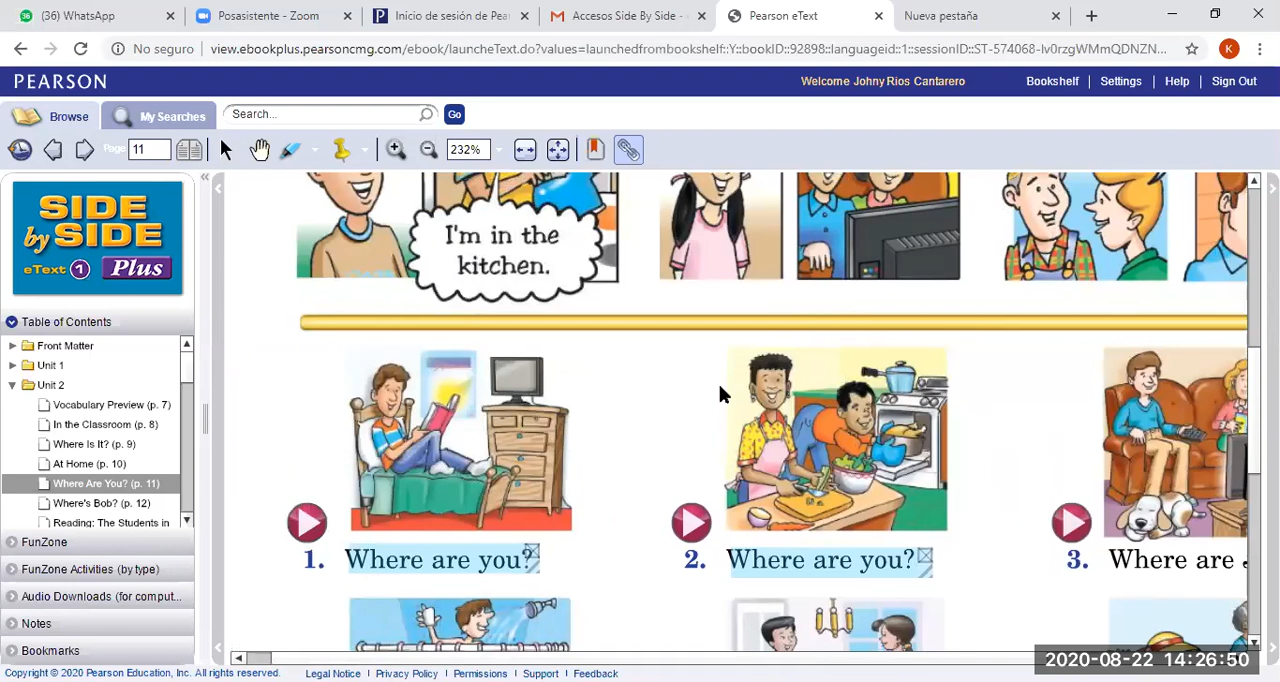 (36) WhatsApp
Posasistente - Zoom
Inicio de sesión de Pea
Accesos Side By Side -
Pearson eText
Nueva pestaña
No seguro
view.ebookplus.pearsoncmg.com/ebook/launcheText.do?values=launchedfrombookshelf::Y::bookID::92898::languageid::1::sessionID::ST-574068-lv0rzgWMmQDNZN...
K
PEARSON
Welcome Johny Rios Cantarero
Bookshelf
Settings
Help
Sign Out
Browse
My Searches
Search...
Go
Page
11
232%
SIDE
by SIDE
eText 1 Plus
Table of Contents
Front Matter
Unit 1
Unit 2
Vocabulary Preview (p. 7)
In the Classroom (p. 8)
Where Is It? (p. 9)
At Home (p. 10)
Where Are You? (p. 11)
Where's Bob? (p. 12)
Reading: The Students in
FunZone
FunZone Activities (by type)
Audio Downloads (for comput...
Notes
Bookmarks
I'm in the
kitchen.
1. Where are you?
2. Where are you?
3. Where are
2020-08-22 14:26:50
Copyright © 2020 Pearson Education, Inc. All rights reserved.
Legal Notice
Privacy Policy
Permissions
Support
Feedback